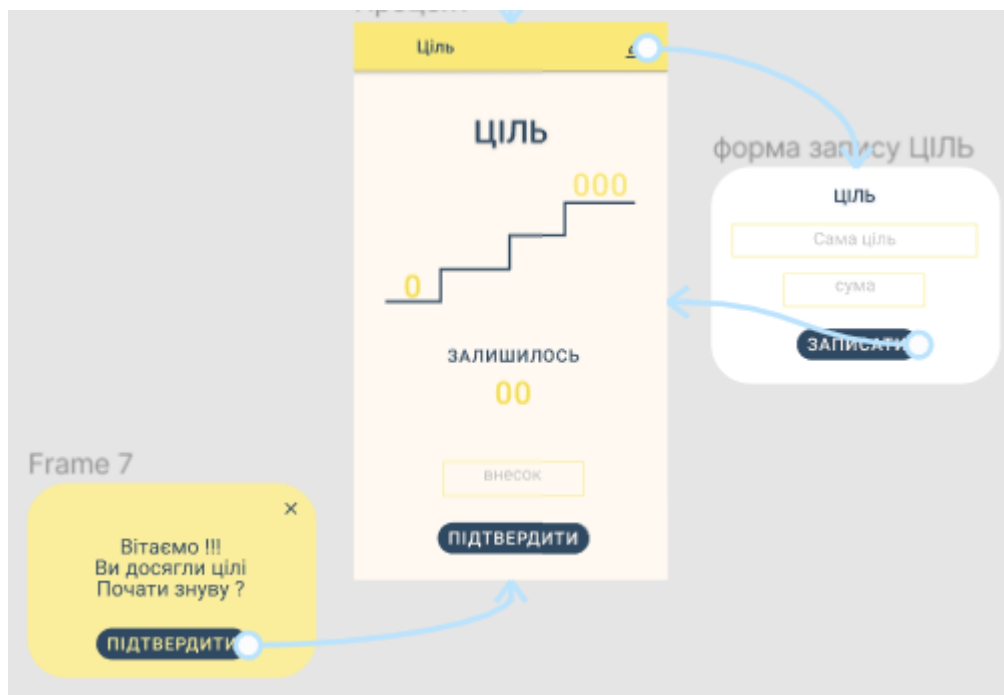 Ціль
ЦІЛЬ
000
0
ЗАЛИШИЛОСЬ
00
внесок
ПІДТВЕРДИТИ
форма запису ЦІЛЬ
ЦІЛЬ
Сама ціль
сума
ЗАПИСАТИ
Frame 7
×
Вітаємо !!!
Ви досягли цілі
Почати знуву ?
ПІДТВЕРДИТИ